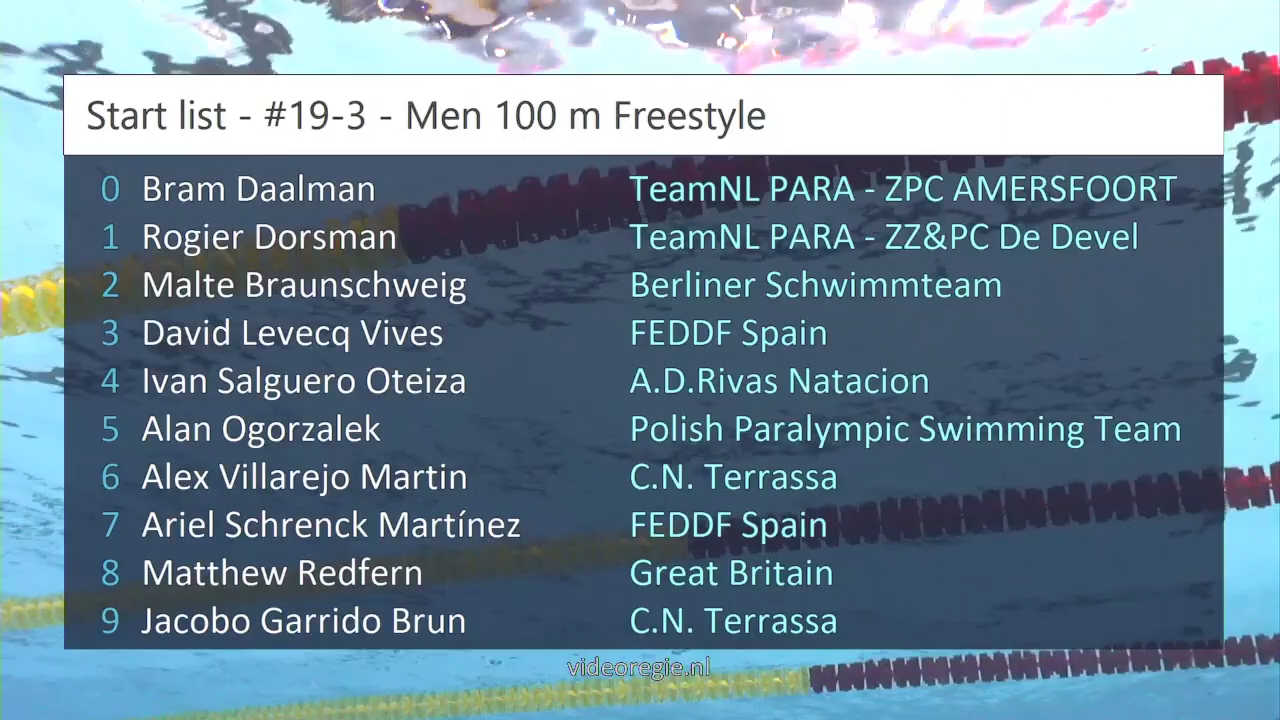 Start list - #19-3 - Men 100 m Freestyle
0 Bram Daalman TeamNL PARA - ZPC AMERSFOORT
1 Rogier Dorsman TeamNL PARA - ZZ&PC De Devel
2 Malte Braunschweig Berliner Schwimmteam
3 David Levecq Vives FEDDF Spain
4 Ivan Salguero Oteiza A.D.Rivas Natacion
5 Alan Ogorzalek Polish Paralympic Swimming Team
6 Alex Villarejo Martin C.N. Terrassa
7 Ariel Schrenck Martínez FEDDF Spain
8 Matthew Redfern Great Britain
9 Jacobo Garrido Brun C.N. Terrassa
videoregie.nl